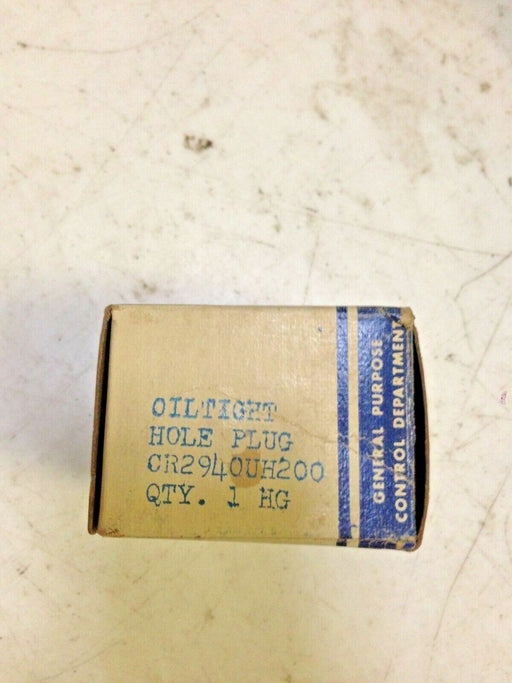 OILTIGHT
HOLE PLUG
CR2940UH200
QTY. 1 HG
GENERAL PURPOSE
CONTROL DEPARTMENT